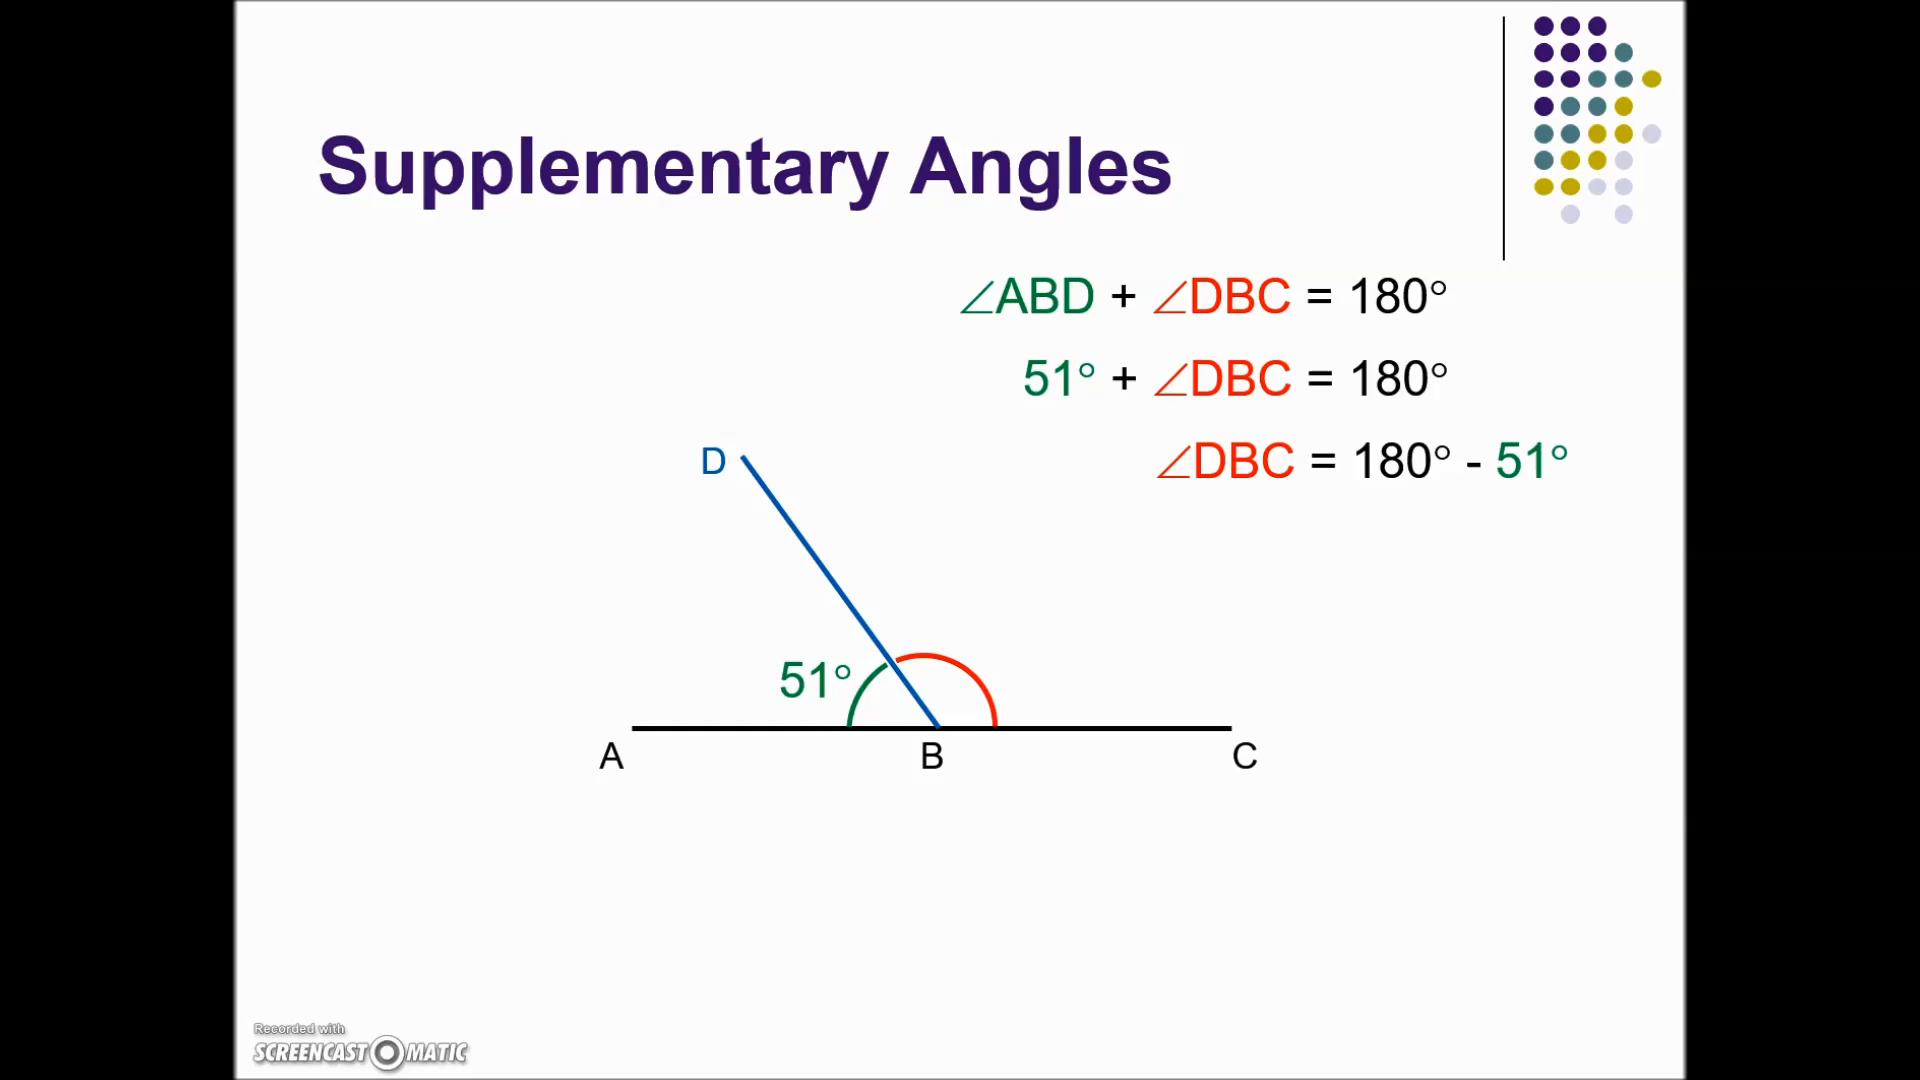 Supplementary Angles
∠ABD + ∠DBC = 180°
51° + ∠DBC = 180°
∠DBC = 180° - 51°
D
51°
A
B
C
Recorded with
SCREENCAST MATIC